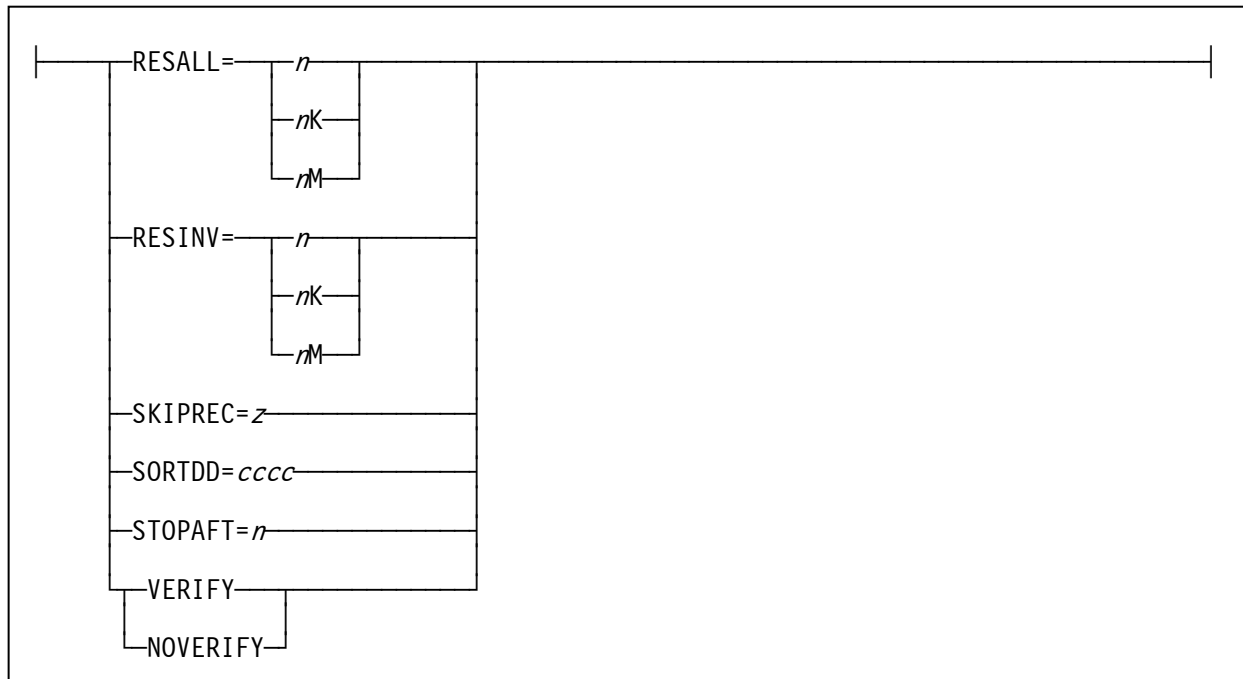 RESALL= n
nK
nM
RESINV= n
nK
nM
SKIPREC=z
SORTDD=cccc
STOPAFT=n
VERIFY
NOVERIFY